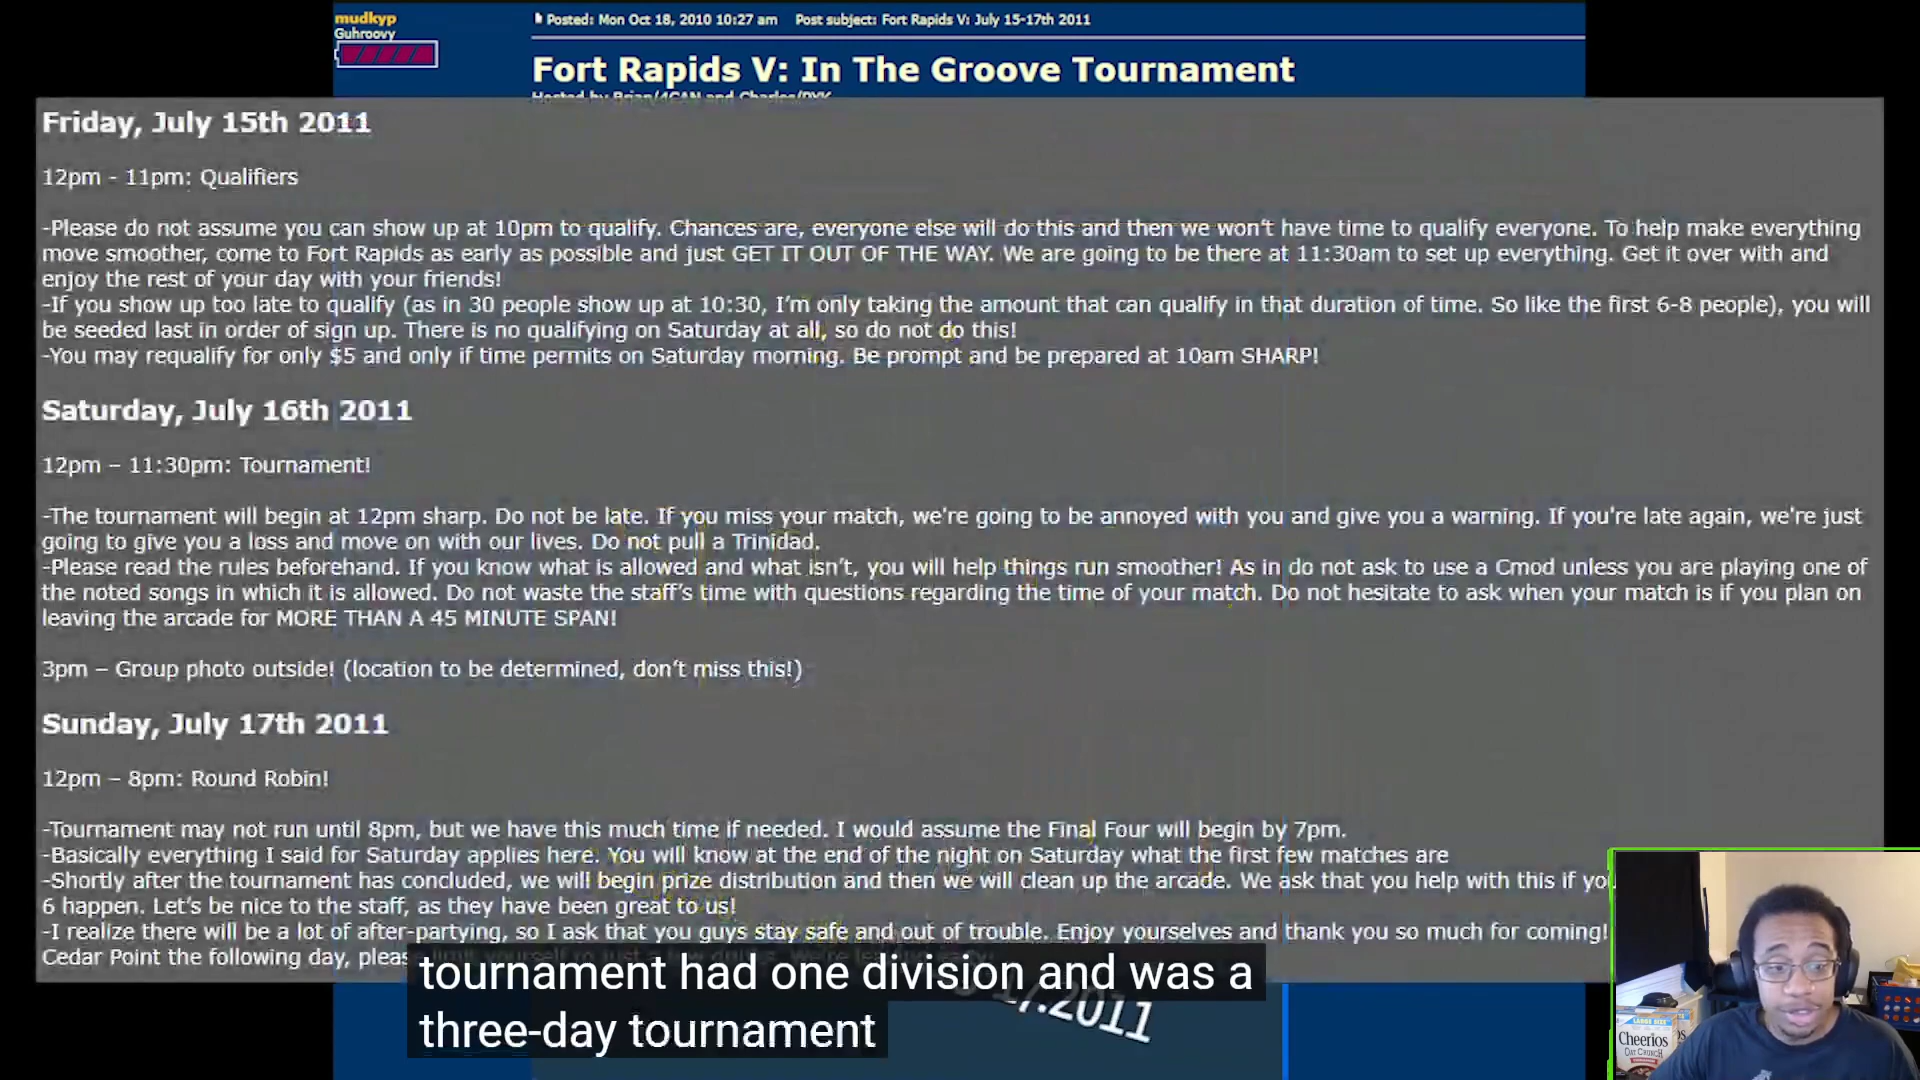 mudkyp
Guhroovy
Posted: Mon Oct 18, 2010 10:27 am Post subject: Fort Rapids V: July 15-17th 2011
Fort Rapids V: In The Groove Tournament
Hosted by Brian/4CAN and Charles/RYK
Friday, July 15th 2011
12pm - 11pm: Qualifiers
-Please do not assume you can show up at 10pm to qualify. Chances are, everyone else will do this and then we won't have time to qualify everyone. To help make everything
move smoother, come to Fort Rapids as early as possible and just GET IT OUT OF THE WAY. We are going to be there at 11:30am to set up everything. Get it over with and
enjoy the rest of your day with your friends!
-If you show up too late to qualify (as in 30 people show up at 10:30, I'm only taking the amount that can qualify in that duration of time. So like the first 6-8 people), you will
be seeded last in order of sign up. There is no qualifying on Saturday at all, so do not do this!
-You may requalify for only $5 and only if time permits on Saturday morning. Be prompt and be prepared at 10am SHARP!
Saturday, July 16th 2011
12pm – 11:30pm: Tournament!
-The tournament will begin at 12pm sharp. Do not be late. If you miss your match, we're going to be annoyed with you and give you a warning. If you're late again, we're just
going to give you a loss and move on with our lives. Do not pull a Trinidad.
-Please read the rules beforehand. If you know what is allowed and what isn't, you will help things run smoother! As in do not ask to use a Cmod unless you are playing one of
the noted songs in which it is allowed. Do not waste the staff's time with questions regarding the time of your match. Do not hesitate to ask when your match is if you plan on
leaving the arcade for MORE THAN A 45 MINUTE SPAN!
3pm – Group photo outside! (location to be determined, don't miss this!)
Sunday, July 17th 2011
12pm – 8pm: Round Robin!
-Tournament may not run until 8pm, but we have this much time if needed. I would assume the Final Four will begin by 7pm.
-Basically everything I said for Saturday applies here. You will know at the end of the night on Saturday what the first few matches are
-Shortly after the tournament has concluded, we will begin prize distribution and then we will clean up the arcade. We ask that you help with this if you
6 happen. Let's be nice to the staff, as they have been great to us!
-I realize there will be a lot of after-partying, so I ask that you guys stay safe and out of trouble. Enjoy yourselves and thank you so much for coming!
Cedar Point the following day,
tournament had one division and was a
three-day tournament
17.2011
LARGE SIZE
Cheerios
OAT CRUNCH